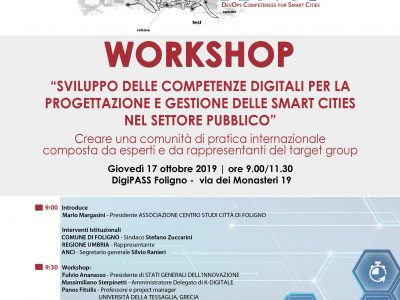 operate
DEVOPS COMPETENCES FOR SMART CITIES
test
release
WORKSHOP
“SVILUPPO DELLE COMPETENZE DIGITALI PER LA
PROGETTAZIONE E GESTIONE DELLE SMART CITIES
NEL SETTORE PUBBLICO”
Creare una comunità di pratica internazionale
composta da esperti e da rappresentanti del target group
Giovedì 17 ottobre 2019 | ore 9.00/11.30
DigiPASS Foligno - via dei Monasteri 19
9:00 Introduce
Mario Margasini - Presidente ASSOCIAZIONE CENTRO STUDI CITTÀ DI FOLIGNO
Interventi Istituzionali
COMUNE DI FOLIGNO - Sindaco Stefano Zuccarini
REGIONE UMBRIA - Rappresentante
ANCI - Segretario generale Silvio Ranieri
9:30 Workshop:
Fulvio Ananasso - Presidente di STATI GENERALI DELL'INNOVAZIONE
Massimiliano Sterpinetti - Amministratore Delegato di K-DIGITALE
Panos Fitsilis - Professore e project manager
UNIVERSITÀ DELLA TESSAGLIA, GRECIA